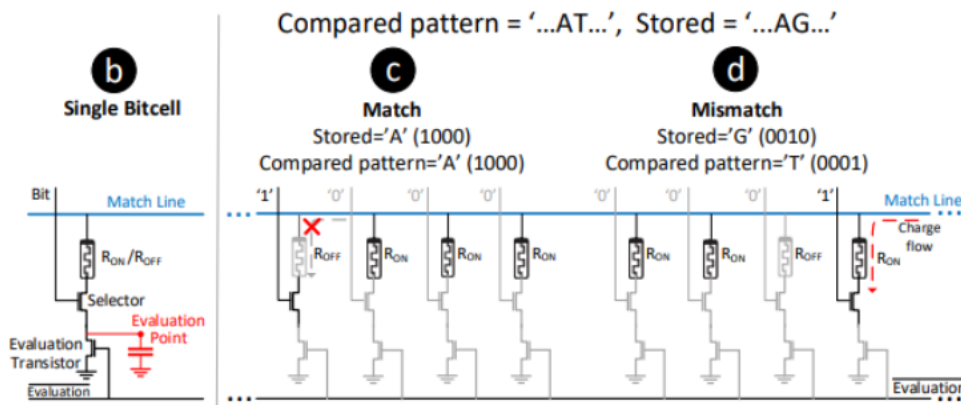 Compared pattern = ‘...AT...’, Stored = ‘...AG...’
b
Single Bitcell
c
Match
Stored=’A’ (1000)
Compared pattern=’A’ (1000)
d
Mismatch
Stored=’G’ (0010)
Compared pattern=’T’ (0001)
Bit
Match Line
RON/ROFF
Selector
Evaluation
Point
Evaluation
Transistor
Evaluation
‘1’ ‘0’ ‘0’ ‘0’
ROFF RON RON RON
‘0’ ‘0’ ‘0’ ‘1’
Match Line
Charge
flow
RON RON ROFF RON
Evaluation